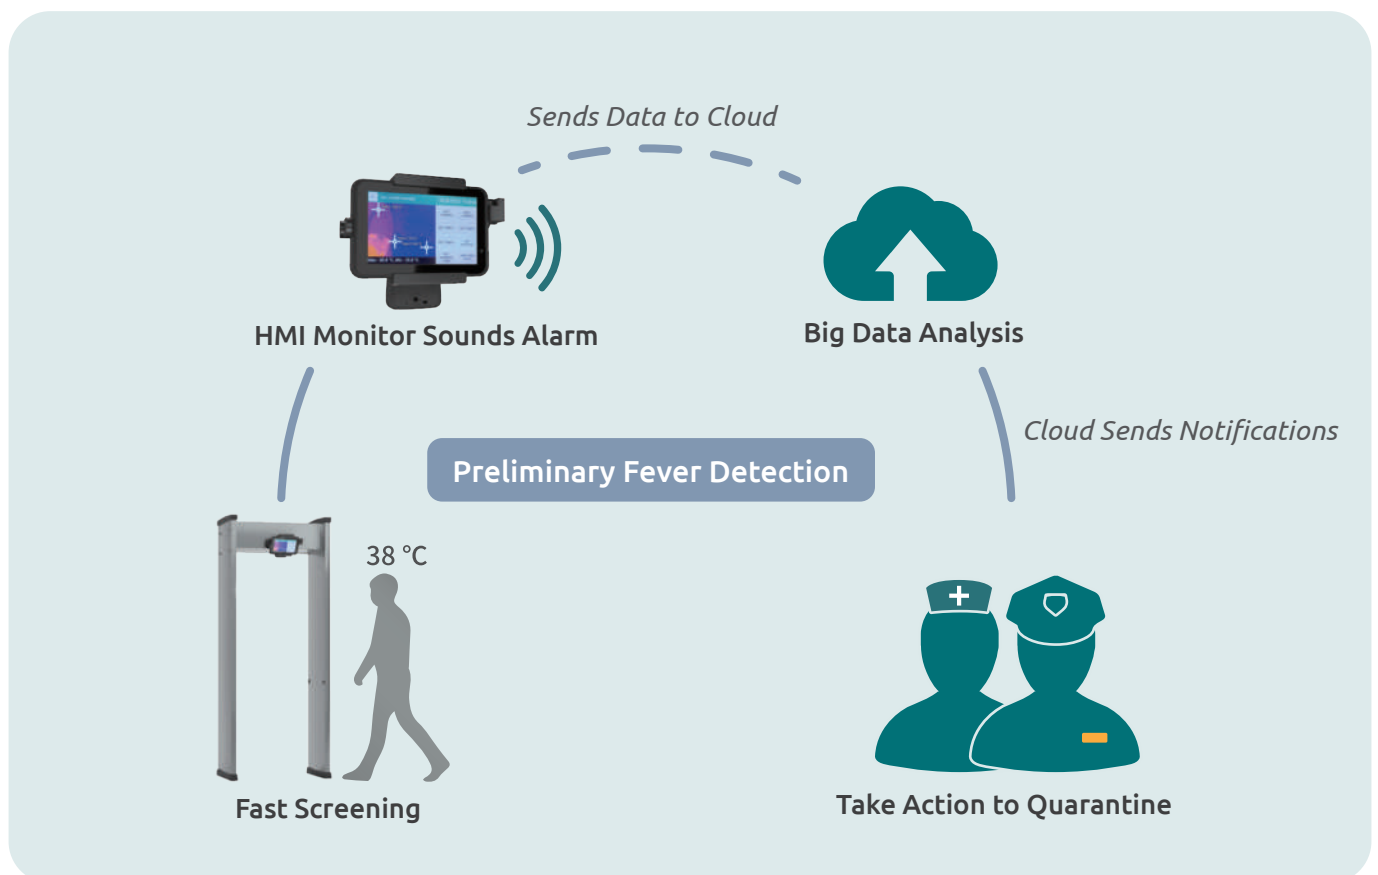 Sends Data to Cloud
HMI Monitor Sounds Alarm
Big Data Analysis
Cloud Sends Notifications
Preliminary Fever Detection
38 °C
Fast Screening
Take Action to Quarantine